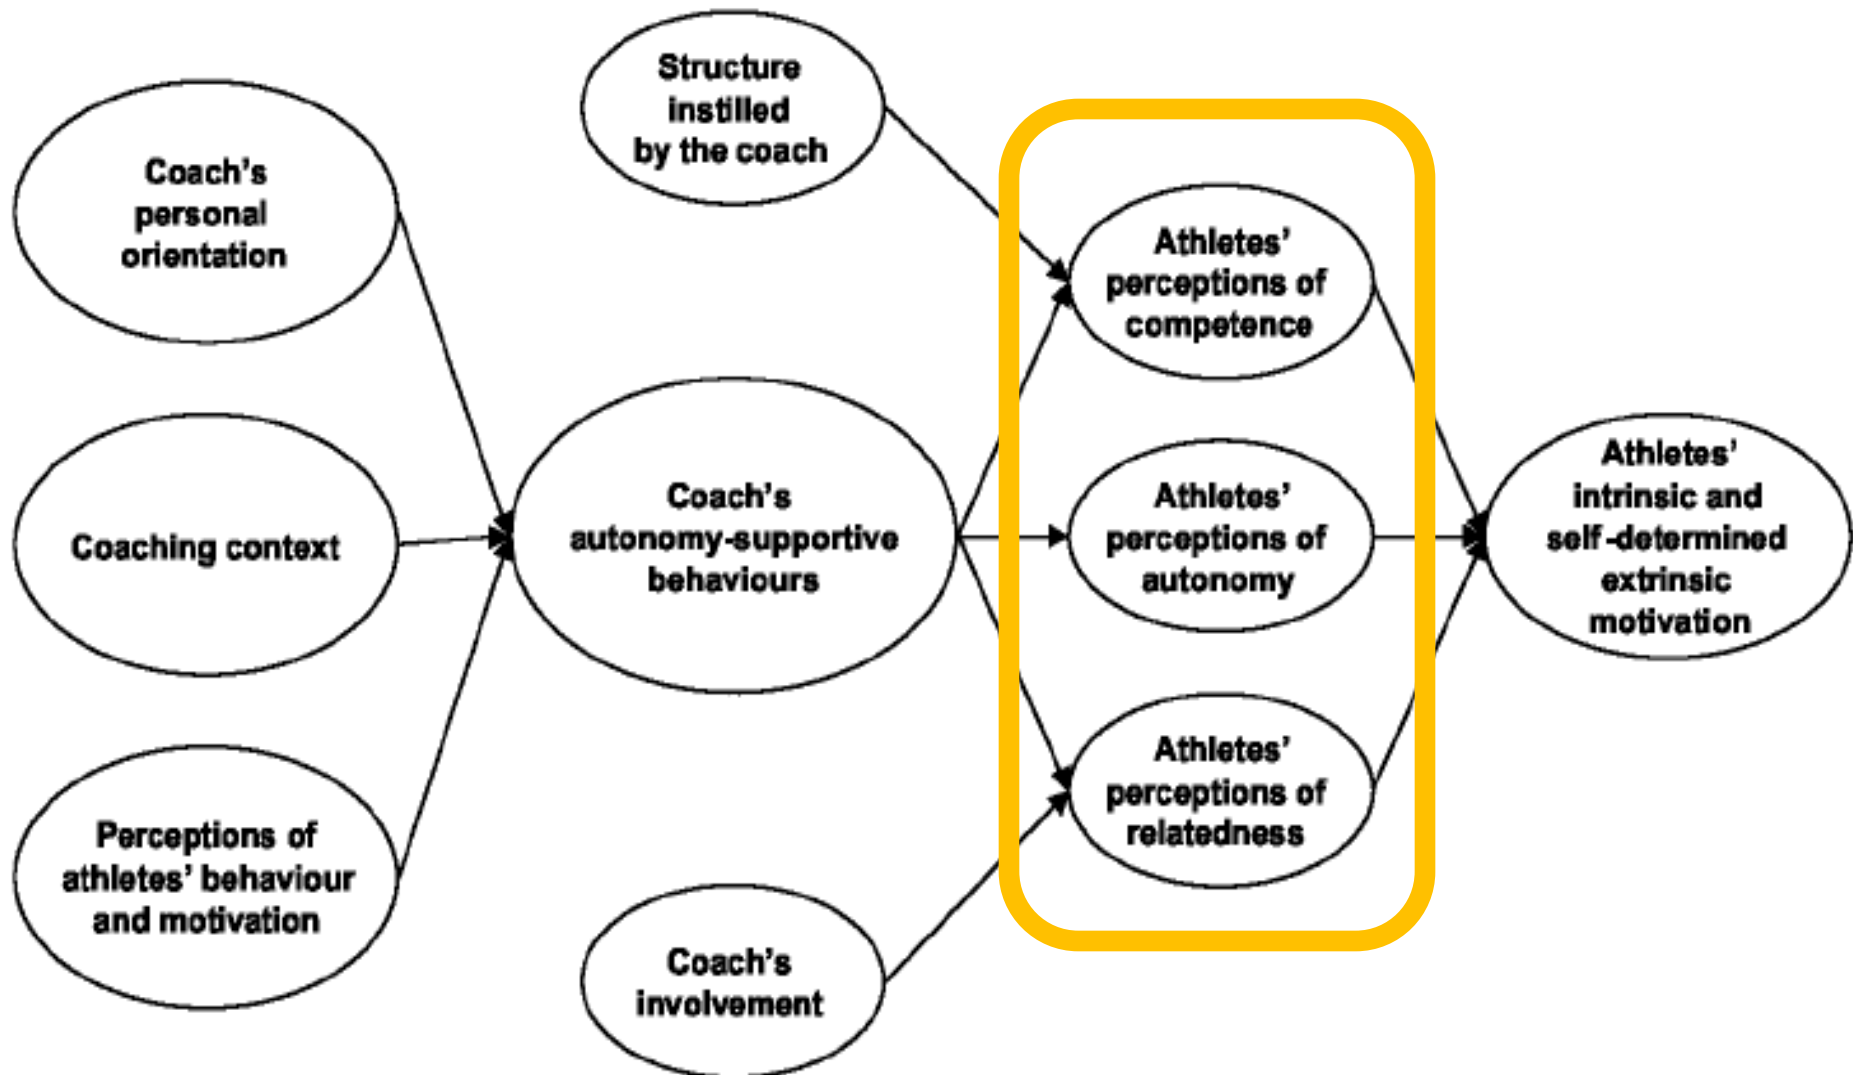 Structure
instilled
by the coach
Coach's
personal
orientation
Athletes'
perceptions of
competence
Coaching context
Coach's
autonomy-supportive
behaviours
Athletes'
perceptions of
autonomy
Athletes'
intrinsic and
self-determined
extrinsic
motivation
Perceptions of
athletes' behaviour
and motivation
Athletes'
perceptions of
relatedness
Coach's
involvement